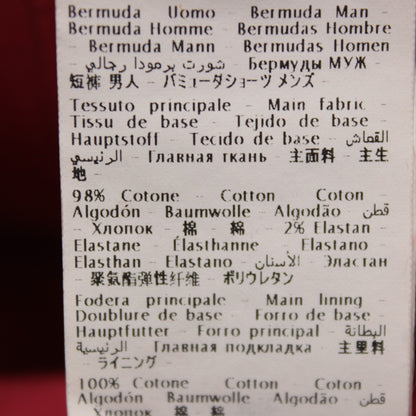 Bermuda Uomo - Bermuda Man -
Bermuda Homme - Bermudas Hombre
- Bermuda Mann - Bermudas Homen
- شورت برمودا رجالي - Бермуды МУЖ -
短裤 男人 - バミューダショーツ メンズ -
Tessuto principale - Main fabric -
Tissu de base - Tejido de base -
Hauptstoff - Tecido de base - القماش
الرئيسي - Главная ткань - 主面料 - 主生
地 -
98% Cotone - Cotton - Coton -
Algodón - Baumwolle - Algodão - قطن
- Хлопок - 棉 - 綿 - 2% Elastan -
Elastane - Élasthanne - Elastano -
Elasthan - Elastano - الأستان - Эластан
- 聚氨酯弹性纤维 - ポリウレタン
Fodera principale - Main lining -
Doublure de base - Forro de base -
Hauptfutter - Forro principal - البطانة
الرئيسية - Главная подкладка - 主里料
- ライニング -
100% Cotone - Cotton - Coton -
Algodón - Baumwolle - Algodão - قطن
- Хлопок - 棉 - 綿